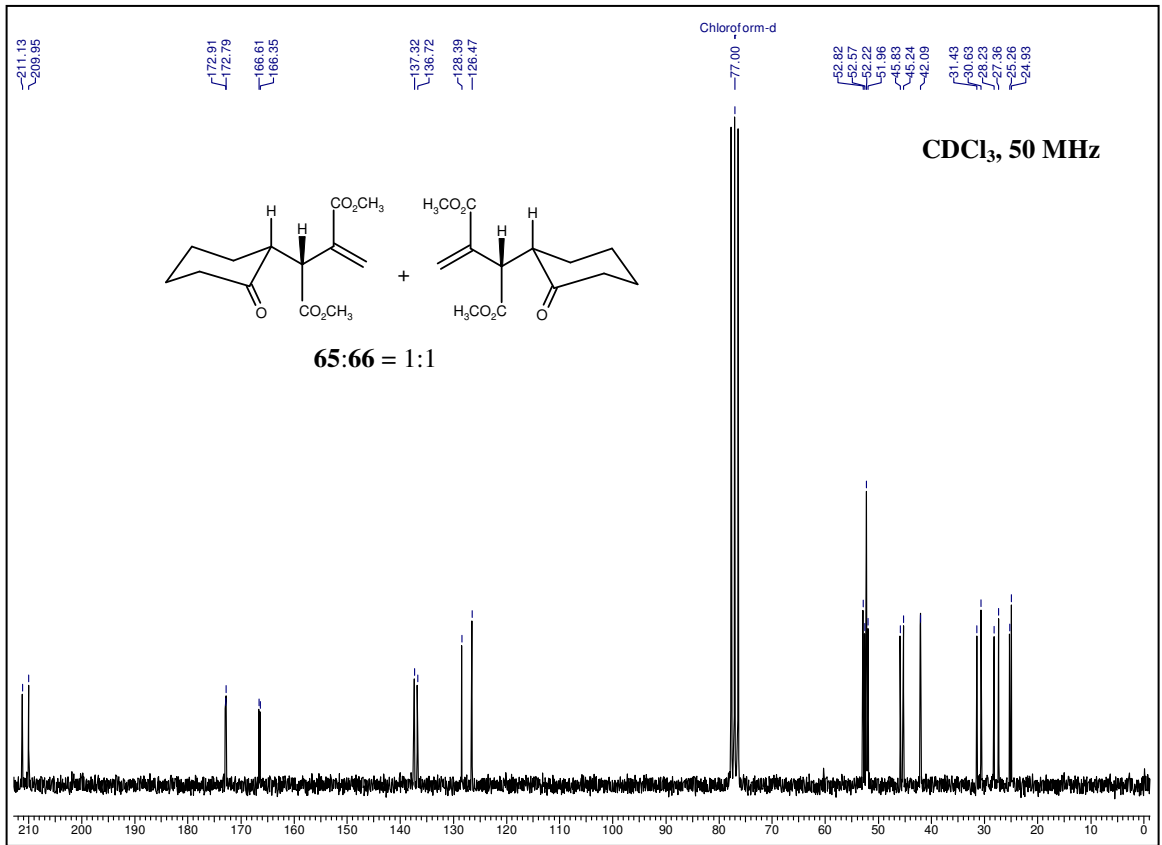 Chloroform-d
211.13
209.95
172.91
172.79
166.61
166.35
137.32
136.72
128.39
126.47
77.00
52.82
52.57
52.22
51.96
45.83
45.24
42.09
31.43
30.63
28.23
27.36
25.26
24.93
CDCl₃, 50 MHz
H
H
CO₂CH₃
O
CO₂CH₃
+
H₃CO₂C
H
H
H₃CO₂C
O
65:66 = 1:1
210 200 190 180 170 160 150 140 130 120 110 100 90 80 70 60 50 40 30 20 10 0